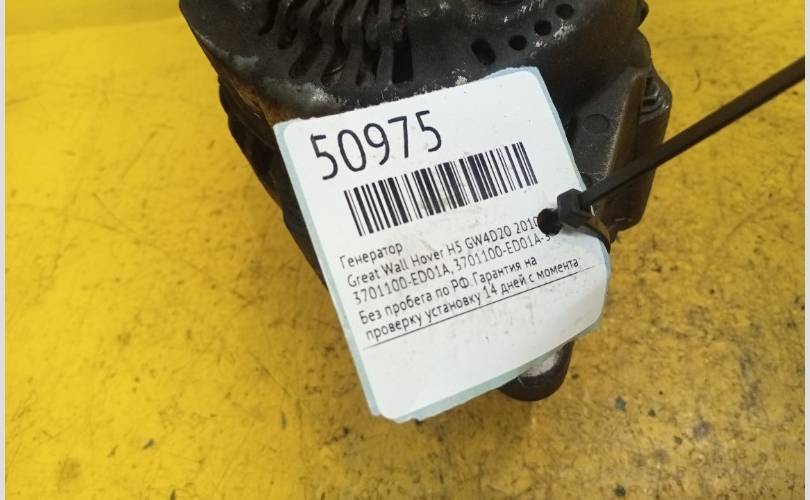 50975
Генератор
Great Wall Hover H5 GW4D20 2010
3701100-ED01A, 3701100-ED01A-
Без пробега по РФ.Гарантия на
проверку установку 14 дней с момента